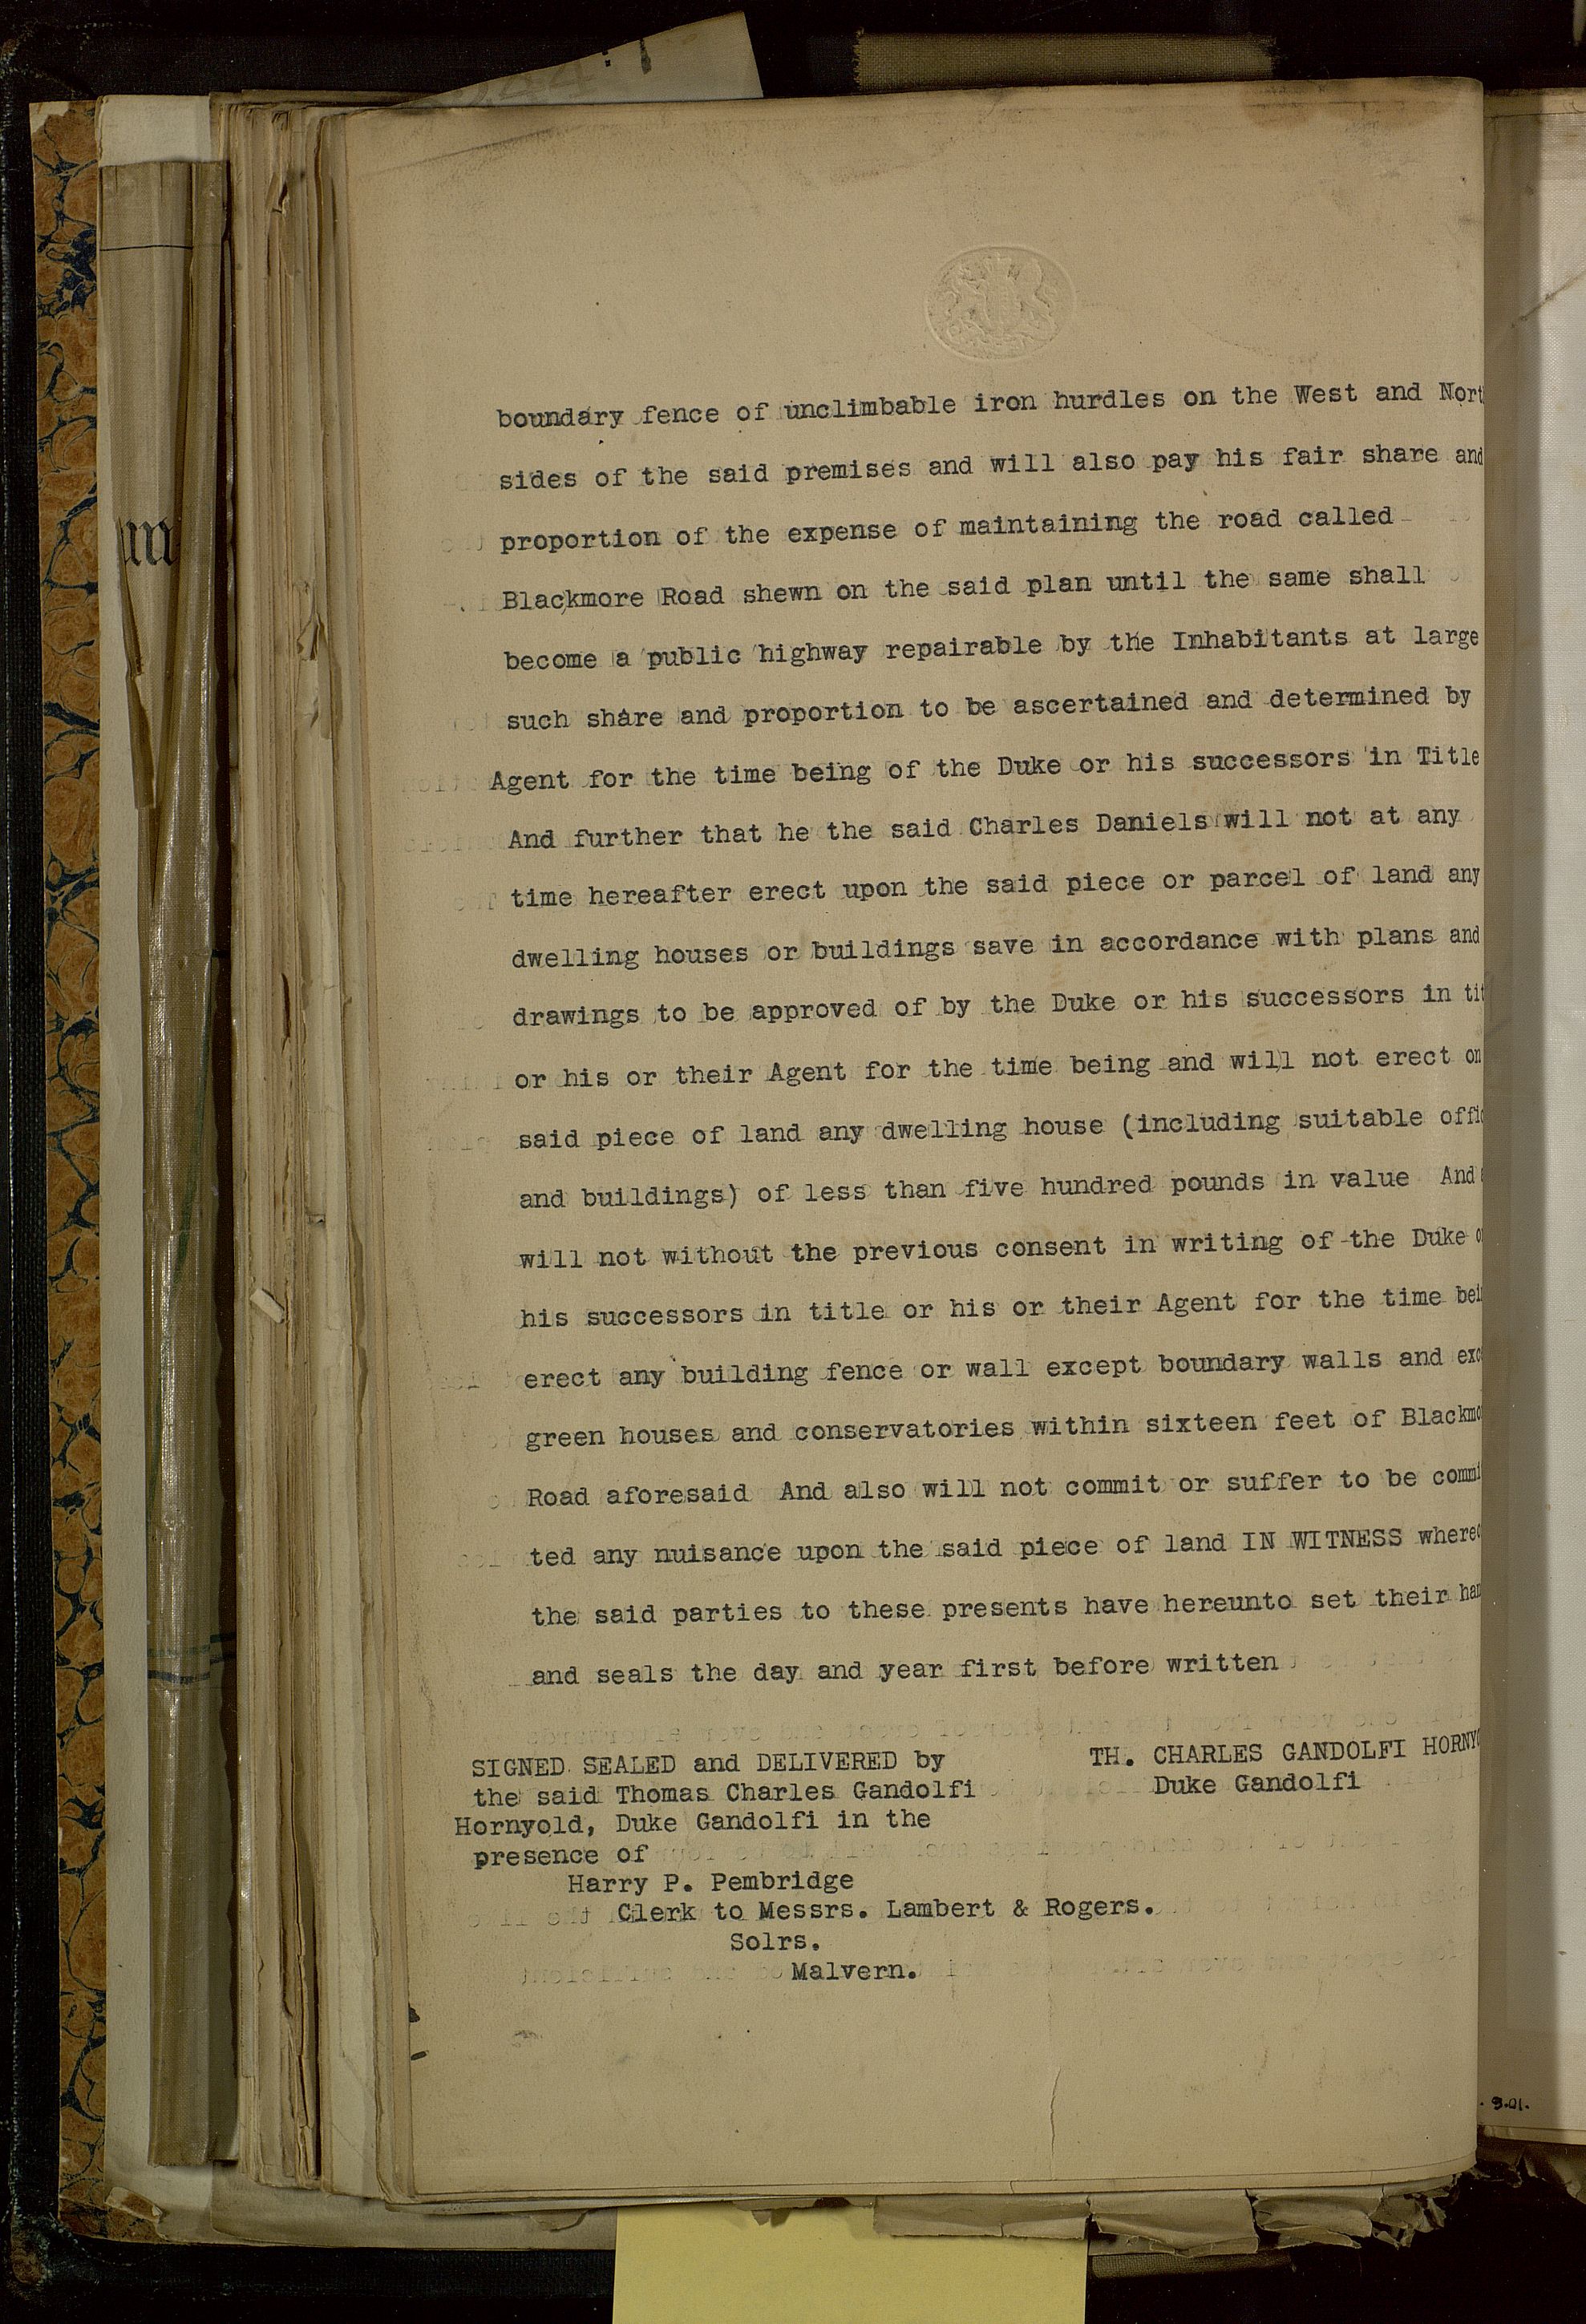 boundary fence of unclimbable iron hurdles on the West and Nort
sides of the said premises and will also pay his fair share and
proportion of the expense of maintaining the road called
Blackmore Road shewn on the said plan until the same shall
become a public highway repairable by the Inhabitants at large
such share and proportion to be ascertained and determined by
Agent for the time being of the Duke or his successors in Title
And further that he the said Charles Daniels will not at any
time hereafter erect upon the said piece or parcel of land any
dwelling houses or buildings save in accordance with plans and
drawings to be approved of by the Duke or his successors in tit
or his or their Agent for the time being and will not erect on
said piece of land any dwelling house (including suitable offic
and buildings) of less than five hundred pounds in value And
will not without the previous consent in writing of the Duke o
his successors in title or his or their Agent for the time bein
erect any building fence or wall except boundary walls and exc
green houses and conservatories within sixteen feet of Blackmo
Road aforesaid And also will not commit or suffer to be commi
ted any nuisance upon the said piece of land IN WITNESS whereo
the said parties to these presents have hereunto set their han
and seals the day and year first before written
SIGNED SEALED and DELIVERED by
the said Thomas Charles Gandolfi
Hornyold, Duke Gandolfi in the
presence of
Harry P. Pembridge
Clerk to Messrs. Lambert & Rogers.
Solrs.
Malvern.
TH. CHARLES GANDOLFI HORNYO
Duke Gandolfi